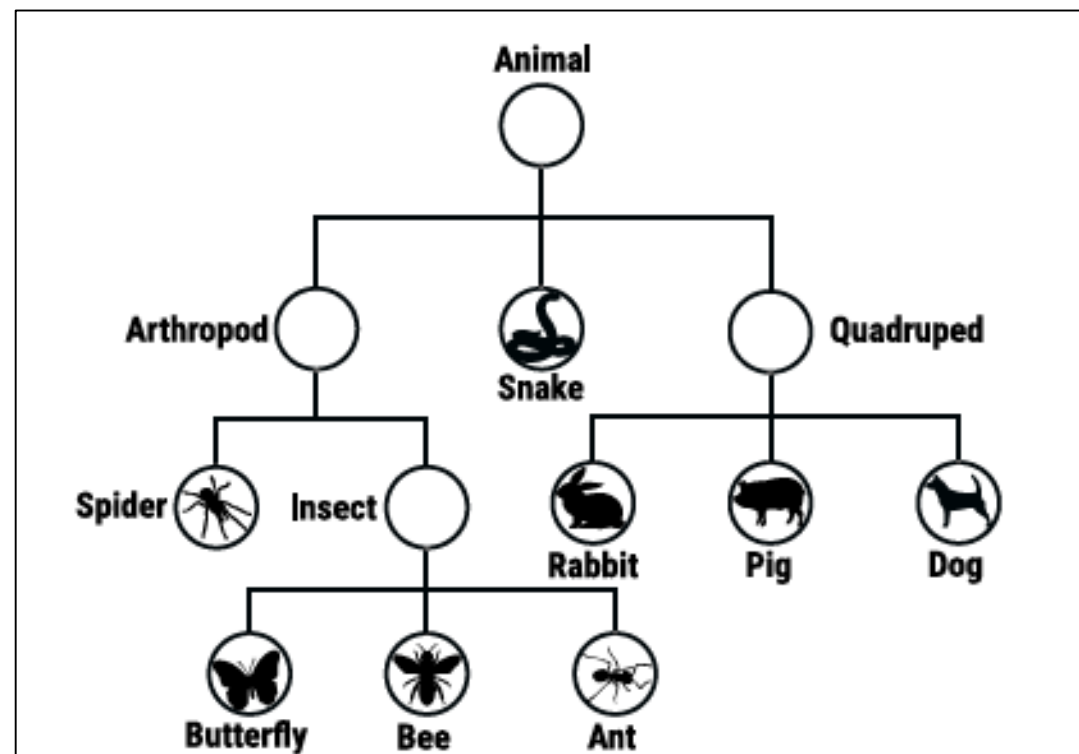 Animal
Arthropod
Quadruped
Snake
Spider
Insect
Rabbit
Pig
Dog
Butterfly
Bee
Ant